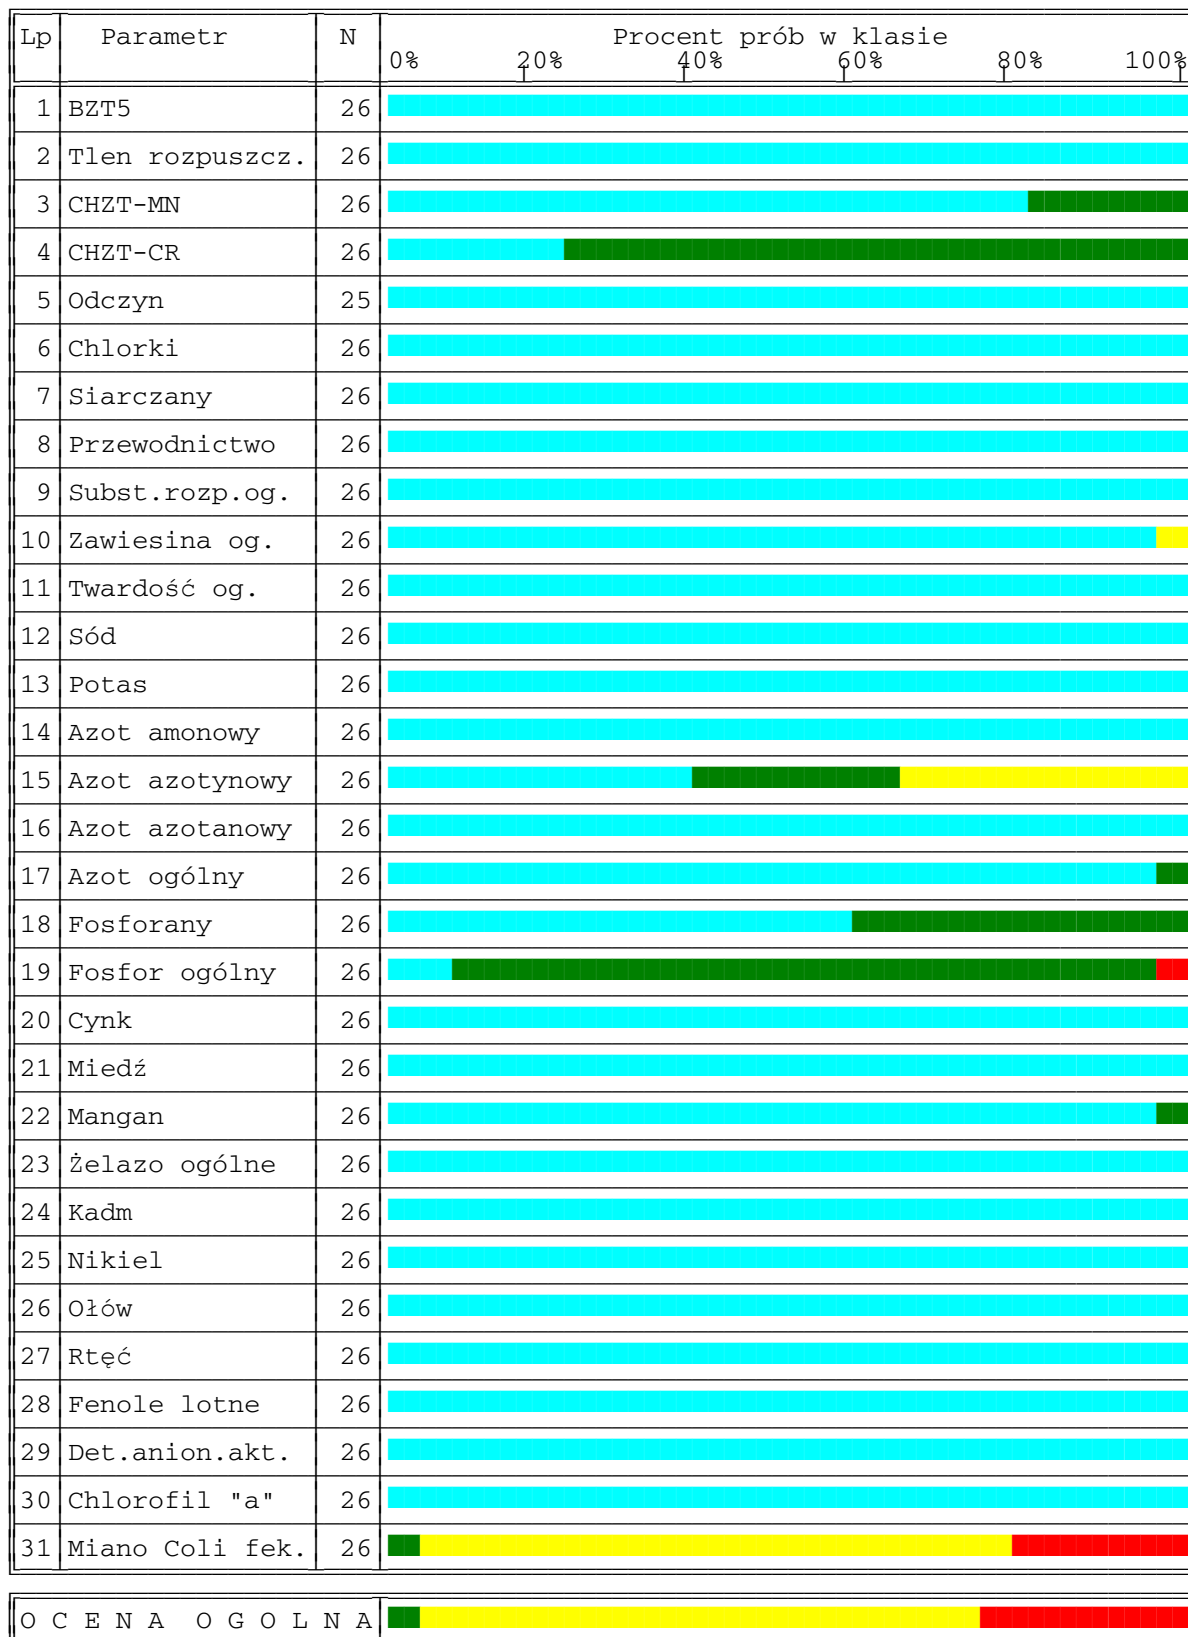 Lp Parametr N Procent prób w klasie
0% 20% 40% 60% 80% 100%
1 BZT5 26
2 Tlen rozpuszcz. 26
3 CHZT-MN 26
4 CHZT-CR 26
5 Odczyn 25
6 Chlorki 26
7 Siarczany 26
8 Przewodnictwo 26
9 Subst.rozp.og. 26
10 Zawiesina og. 26
11 Twardość og. 26
12 Sód 26
13 Potas 26
14 Azot amonowy 26
15 Azot azotynowy 26
16 Azot azotanowy 26
17 Azot ogólny 26
18 Fosforany 26
19 Fosfor ogólny 26
20 Cynk 26
21 Miedź 26
22 Mangan 26
23 Żelazo ogólne 26
24 Kadm 26
25 Nikiel 26
26 Ołów 26
27 Rtęć 26
28 Fenole lotne 26
29 Det.anion.akt. 26
30 Chlorofil "a" 26
31 Miano Coli fek. 26
O C E N A O G O L N A